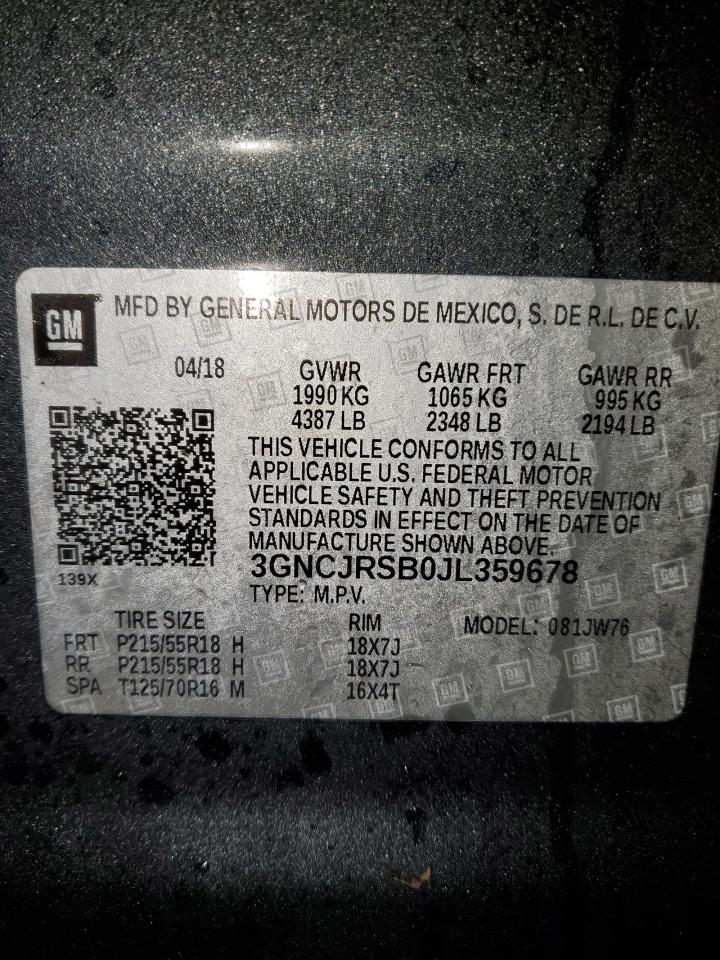 GM
MFD BY GENERAL MOTORS DE MEXICO, S. DE R.L. DE C.V.
04/18 GVWR GAWR FRT GAWR RR
1990 KG 1065 KG 995 KG
4387 LB 2348 LB 2194 LB
THIS VEHICLE CONFORMS TO ALL
APPLICABLE U.S. FEDERAL MOTOR
VEHICLE SAFETY AND THEFT PREVENTION
STANDARDS IN EFFECT ON THE DATE OF
MANUFACTURE SHOWN ABOVE.
139X
3GNCJRSB0JL359678
TYPE: M.P.V.
TIRE SIZE RIM MODEL: 081JW76
FRT P215/55R18 H 18X7J
RR P215/55R18 H 18X7J
SPA T125/70R16 M 16X4T